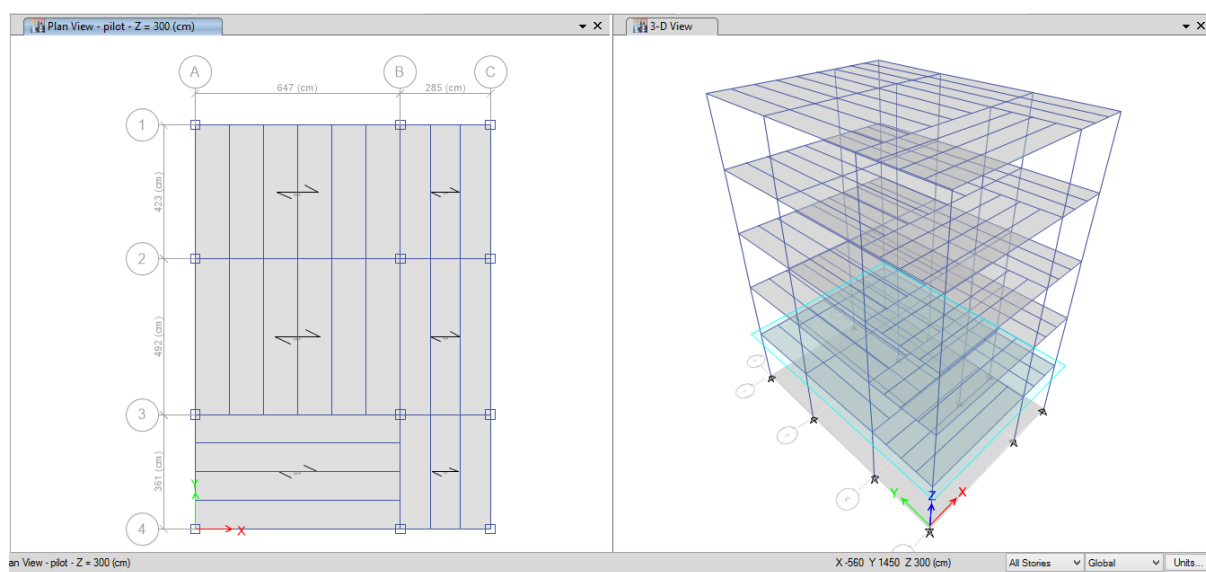 Plan View - pilot - Z = 300 (cm)
3-D View
A
B
C
647 (cm)
285 (cm)
1
423 (cm)
2
492 (cm)
3
361 (cm)
Y
X
4
Y
Z
X
an View - pilot - Z = 300 (cm)
X -560 Y 1450 Z 300 (cm)
All Stories
Global
Units...